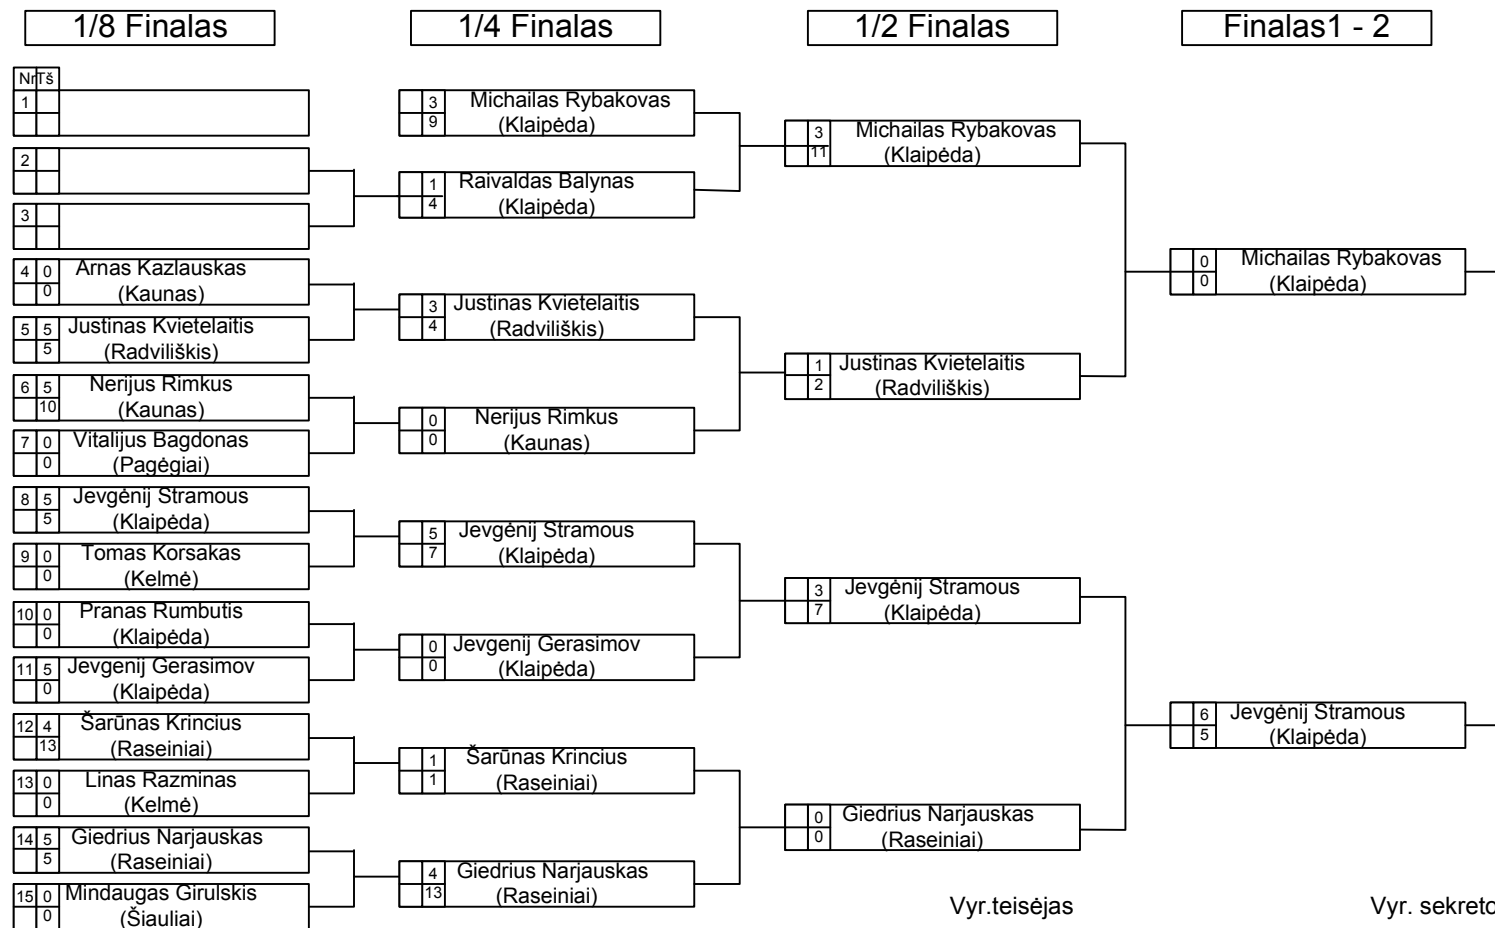 1/8 Finalas
1/4 Finalas
1/2 Finalas
Finalas1 - 2
Nr Tš
1
2
3
4 0 Arnas Kazlauskas
0 (Kaunas)
5 5 Justinas Kvietelaitis
5 (Radviliškis)
6 5 Nerijus Rimkus
10 (Kaunas)
7 0 Vitalijus Bagdonas
0 (Pagėgiai)
8 5 Jevgėnij Stramous
5 (Klaipėda)
9 0 Tomas Korsakas
0 (Kelmė)
10 0 Pranas Rumbutis
0 (Klaipėda)
11 5 Jevgenij Gerasimov
0 (Klaipėda)
12 4 Šarūnas Krincius
13 (Raseiniai)
13 0 Linas Razminas
0 (Kelmė)
14 5 Giedrius Narjauskas
5 (Raseiniai)
15 0 Mindaugas Girulskis
0 (Šiauliai)
3 Michailas Rybakovas
9 (Klaipėda)
1 Raivaldas Balynas
4 (Klaipėda)
3 Justinas Kvietelaitis
4 (Radviliškis)
0 Nerijus Rimkus
0 (Kaunas)
5 Jevgėnij Stramous
7 (Klaipėda)
0 Jevgenij Gerasimov
0 (Klaipėda)
1 Šarūnas Krincius
1 (Raseiniai)
4 Giedrius Narjauskas
13 (Raseiniai)
3 Michailas Rybakovas
11 (Klaipėda)
1 Justinas Kvietelaitis
2 (Radviliškis)
3 Jevgėnij Stramous
7 (Klaipėda)
0 Giedrius Narjauskas
0 (Raseiniai)
0 Michailas Rybakovas
0 (Klaipėda)
6 Jevgėnij Stramous
5 (Klaipėda)
Vyr.teisėjas
Vyr. sekreto